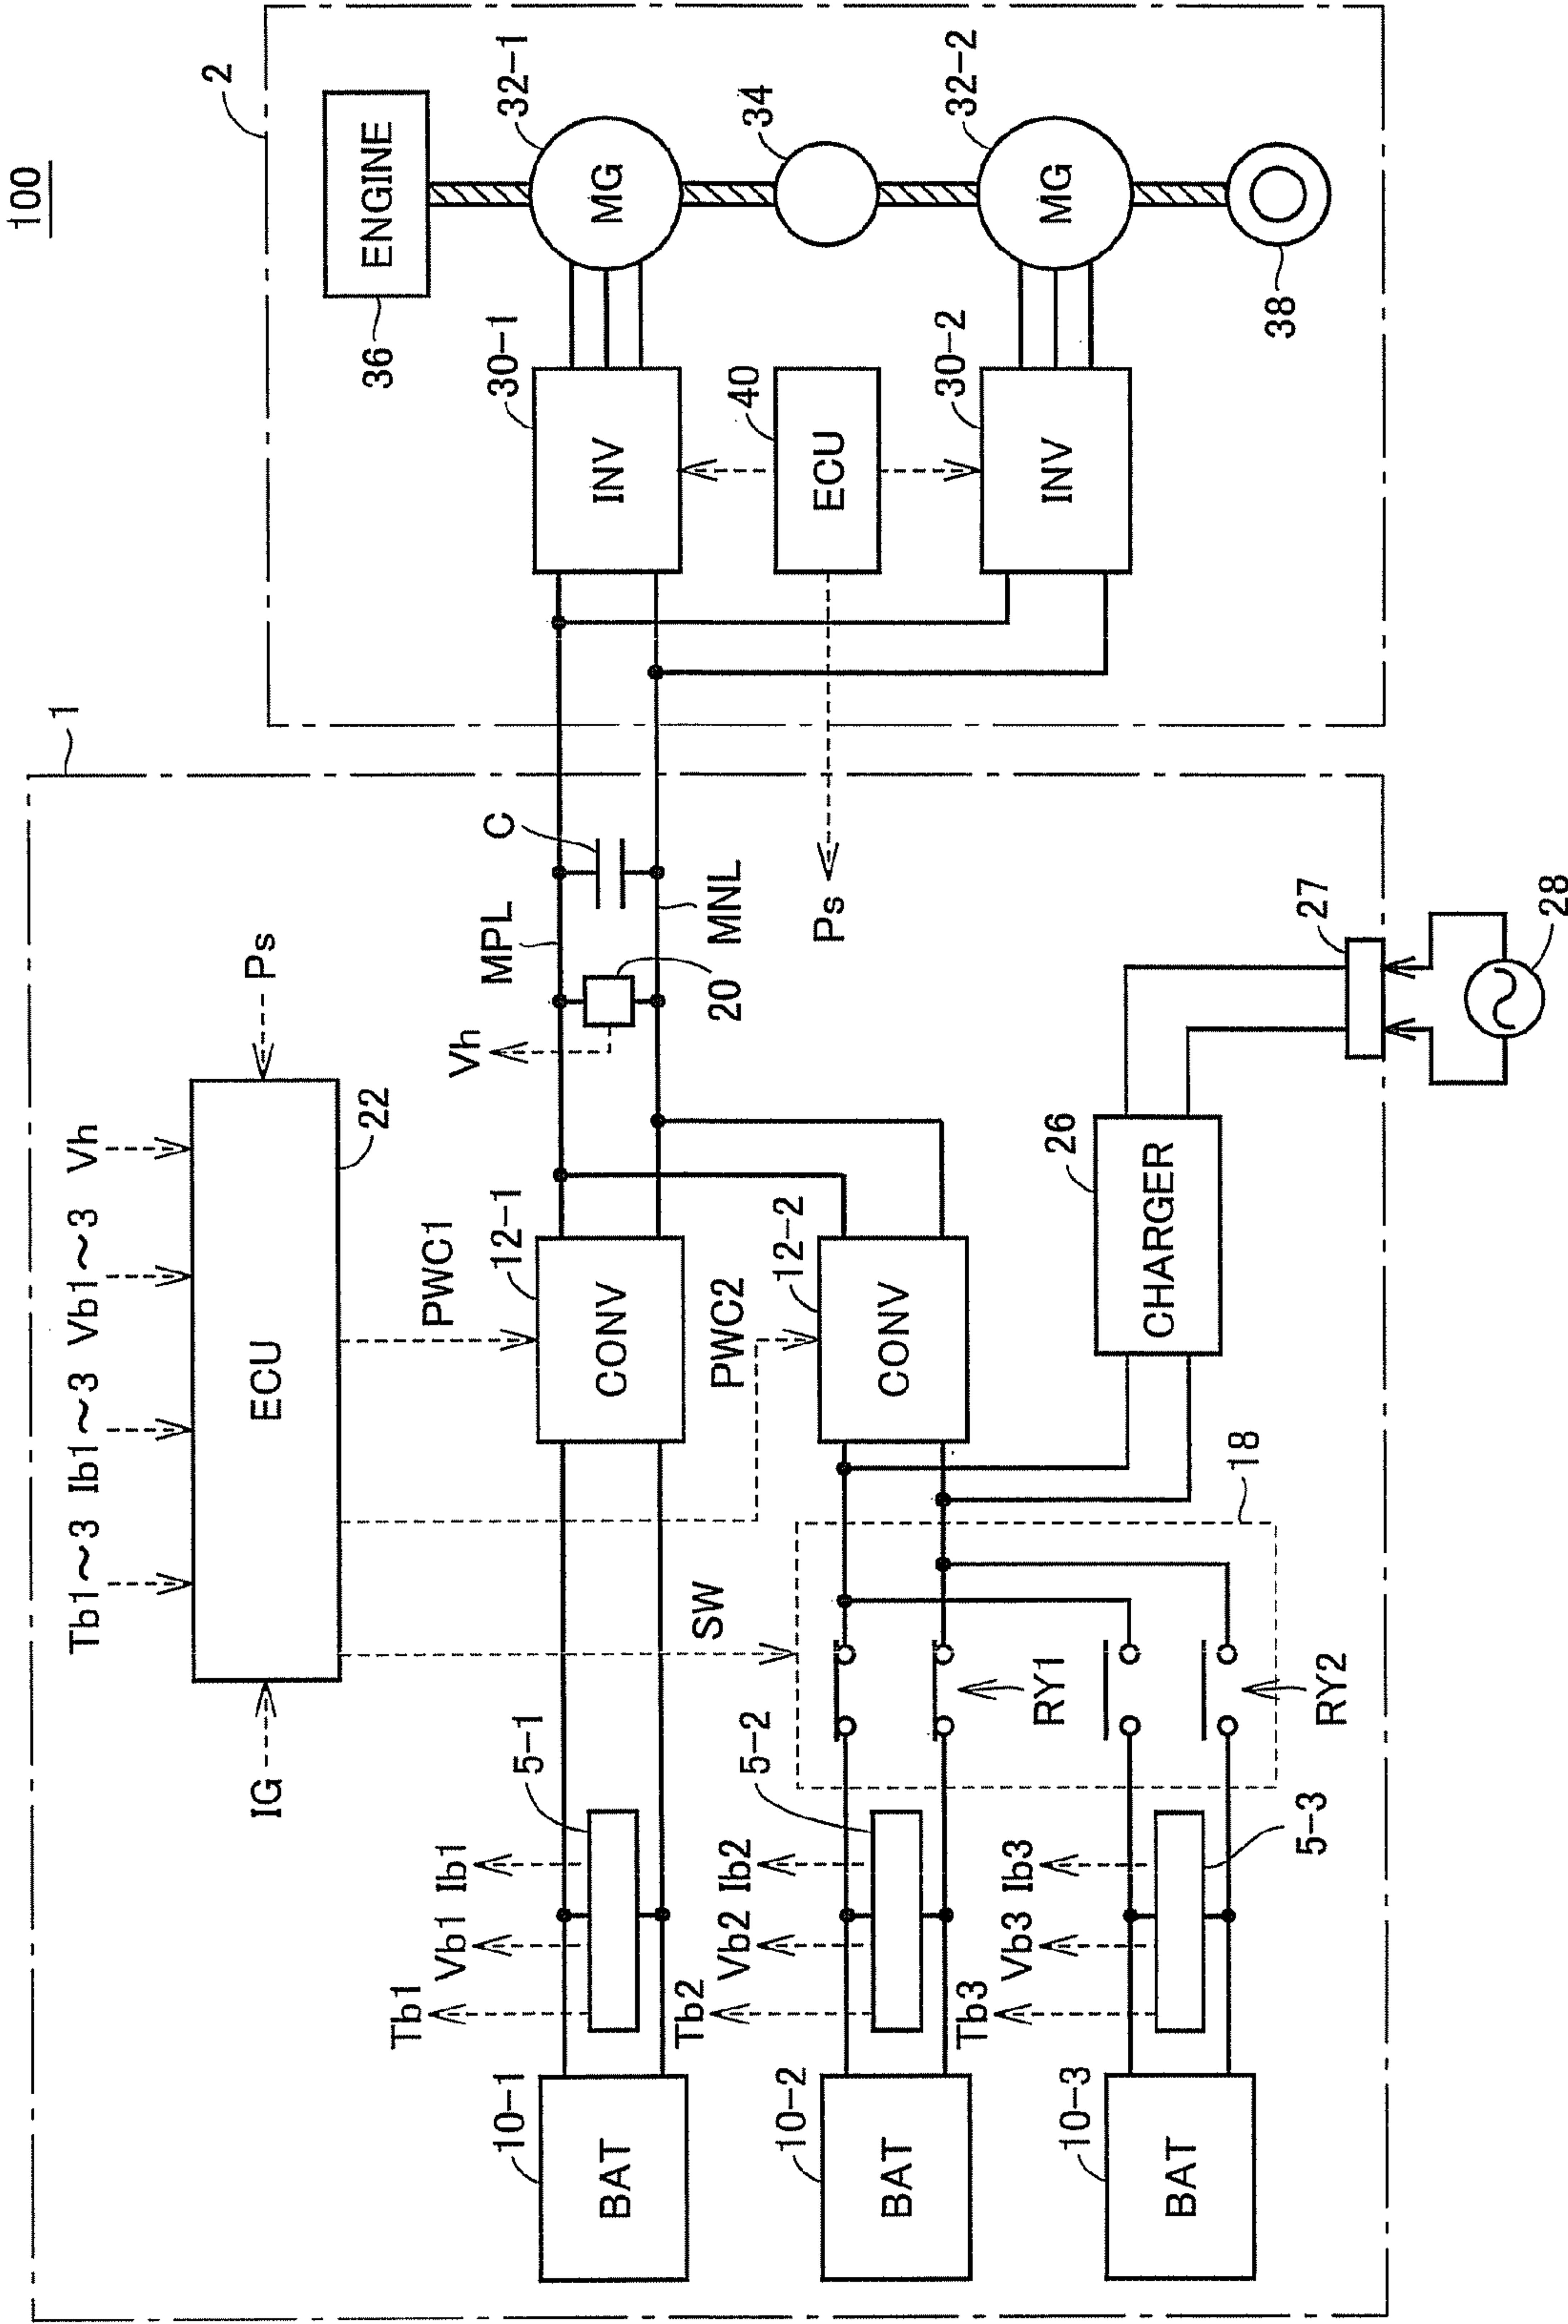 100
1
2
Tb1~3
Ib1~3
Vb1~3
Vh
IG
ECU
22
Ps
ENGINE
36
PWC1
PWC2
SW
Tb1
Vb1
Ib1
5-1
10-1
BAT
12-1
CONV
Vh
20
MPL
MNL
C
30-1
INV
32-1
MG
34
40
ECU
Ps
Tb2
Vb2
Ib2
5-2
10-2
BAT
RY1
12-2
CONV
30-2
INV
32-2
MG
38
Tb3
Vb3
Ib3
5-3
10-3
BAT
RY2
18
26
CHARGER
27
28